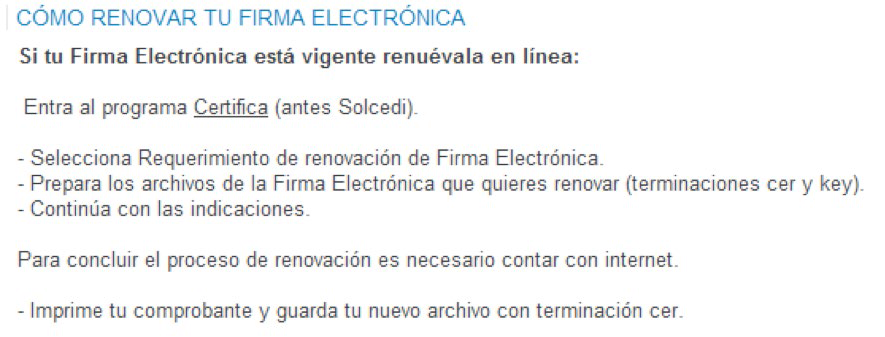 CÓMO RENOVAR TU FIRMA ELECTRÓNICA
Si tu Firma Electrónica está vigente renuévala en línea:
Entra al programa Certifica (antes Solcedi).
- Selecciona Requerimiento de renovación de Firma Electrónica.
- Prepara los archivos de la Firma Electrónica que quieres renovar (terminaciones cer y key).
- Continúa con las indicaciones.
Para concluir el proceso de renovación es necesario contar con internet.
- Imprime tu comprobante y guarda tu nuevo archivo con terminación cer.